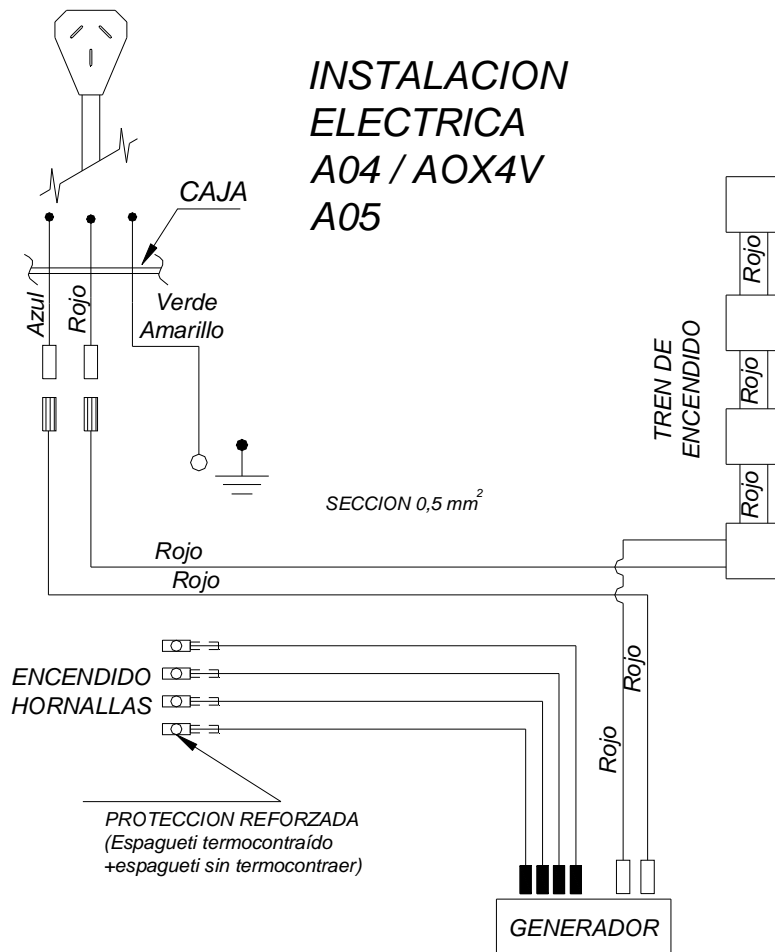 INSTALACION
ELECTRICA
A04 / AOX4V
A05
CAJA
Azul
Rojo
Verde
Amarillo
TREN DE
ENCENDIDO
Rojo
Rojo
Rojo
SECCION 0,5 mm²
Rojo
Rojo
ENCENDIDO
HORNALLAS
Rojo
Rojo
PROTECCION REFORZADA
(Espagueti termocontraído
+espagueti sin termocontraer)
GENERADOR